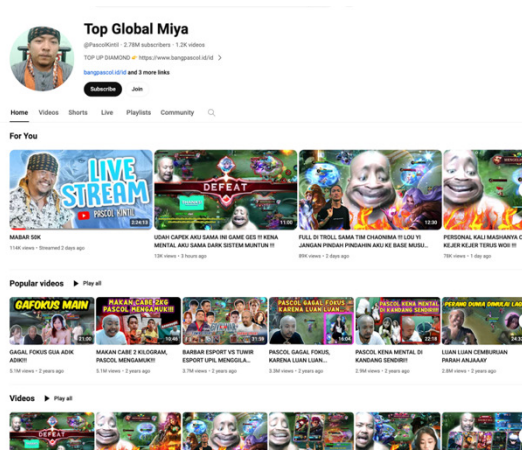 Top Global Miya
@PascolKintil · 2.78M subscribers · 1.2K videos
TOP UP DIAMOND 👉 https://www.bangpascol.id/id >
bangpascol.id/id and 3 more links
Subscribe Join
Home Videos Shorts Live Playlists Community
For You
LIVE
STREAM
PASCOL KINTIL
2:24:13
DEFEAT
11:00
12:30
MABAR 50K
114K views · Streamed 2 days ago
UDAH CAPEK AKU SAMA INI GAME GES !!! KENA
MENTAL AKU SAMA DARK SISTEM MUNTUN !!!
13K views · 3 hours ago
FULL DI TROLL SAMA TIM CHAONIMA !!! LOU YI
JANGAN PINDAH PINDAHIN AKU KE BASE MUSU...
89K views · 2 days ago
PERSONAL KALI MASHANYA C
KEJER KEJER TERUS WOII !!!
78K views · 1 day ago
Popular videos Play all
GAFOKUS MAIN
21:00
MAKAN CABE 2KG
PASCOL MENGAMUK!!!
10:46
31:59
PASCOL GAGAL FOKUS
KARENA LUAN LUAN...
16:04
PASCOL KENA MENTAL
DI KANDANG SENDIRI!!
22:18
PERANG DUNIA DIMULAI LAG
GAGAL FOKUS GUA ADIK
ADIK!!!
5.1M views · 2 years ago
MAKAN CABE 2 KILOGRAM,
PASCOL MENGAMUK!!!
5.1M views · 2 years ago
BARBAR ESPORT VS TUWIR
ESPORT UPIL MENGGILA...
3.7M views · 2 years ago
PASCOL GAGAL FOKUS,
KARENA LUAN LUAN...
3.3M views · 2 years ago
PASCOL KENA MENTAL DI
KANDANG SENDIRI!!!
2.9M views · 2 years ago
LUAN LUAN CEMBURUAN
PARAH ANJAAAY
2.8M views · 2 years ago
Videos Play all
DEFEAT